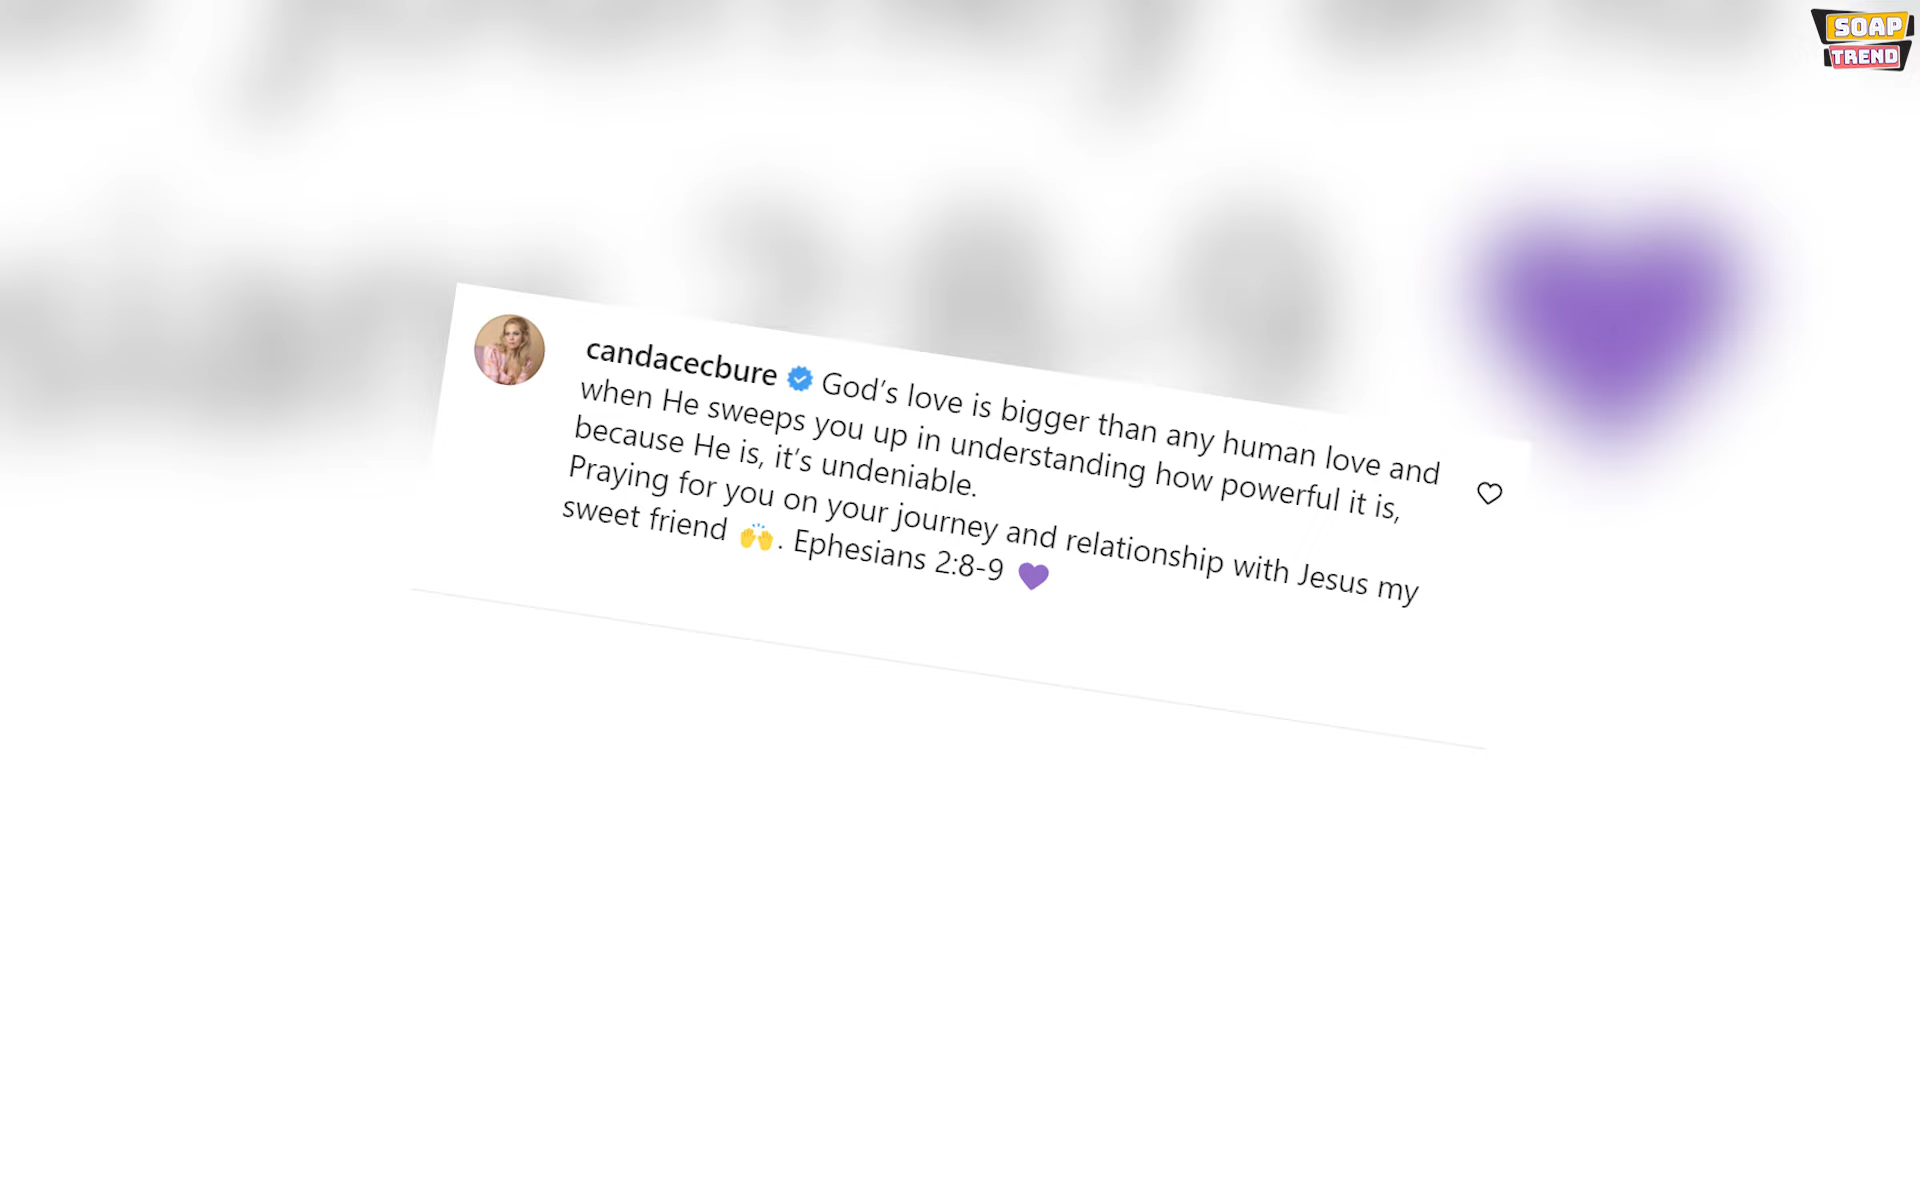 SOAP
TREND
candacecbure God’s love is bigger than any human love and
when He sweeps you up in understanding how powerful it is,
because He is, it’s undeniable.
Praying for you on your journey and relationship with Jesus my
sweet friend 🙌. Ephesians 2:8-9 💜